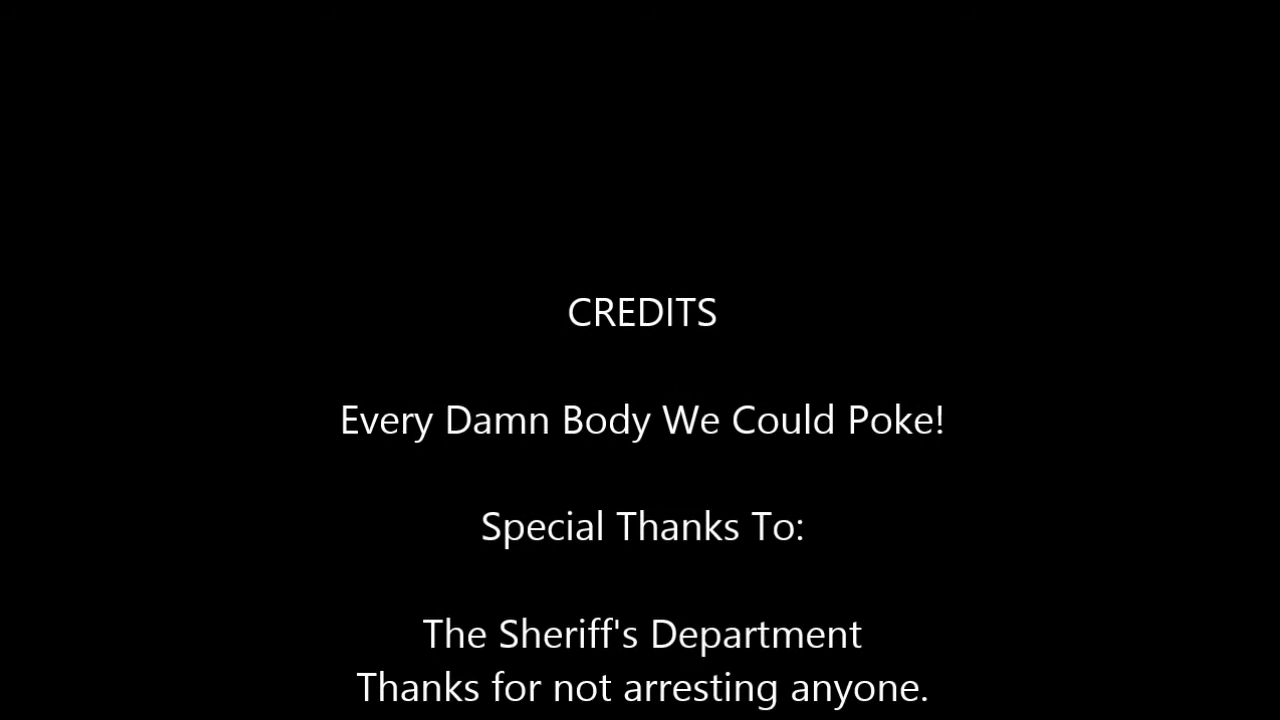 CREDITS
Every Damn Body We Could Poke!
Special Thanks To:
The Sheriff's Department
Thanks for not arresting anyone.